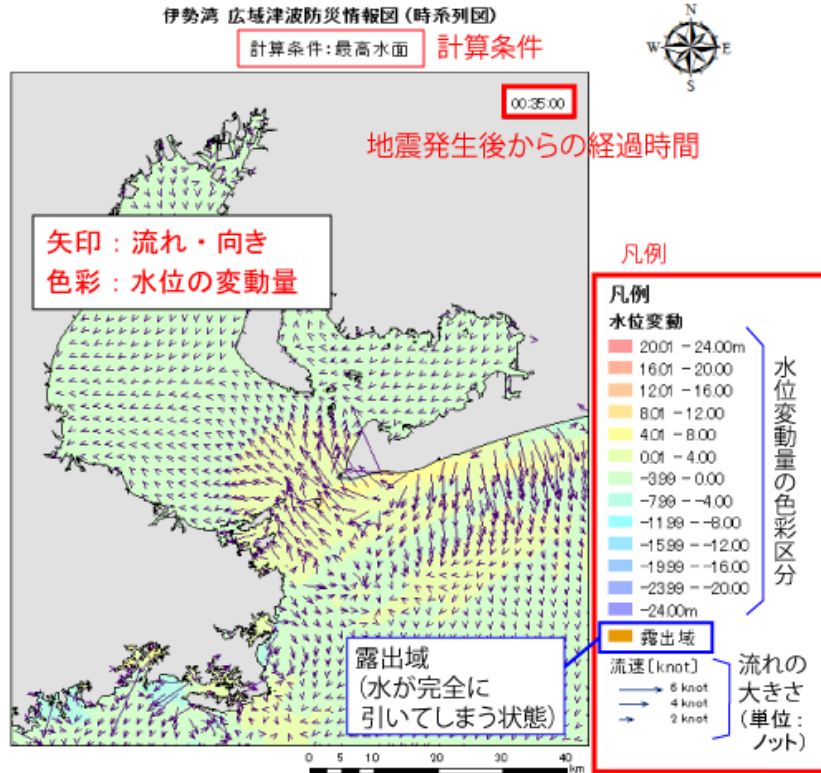 伊勢湾 広域津波防災情報図(時系列図)
計算条件:最高水面
計算条件
N
W
E
S
00:35:00
地震発生後からの経過時間
矢印:流れ・向き
色彩:水位の変動量
凡例
凡例
水位変動
20.01 - 24.00m
16.01 - 20.00
12.01 - 16.00
8.01 - 12.00
4.01 - 8.00
0.01 - 4.00
-3.99 - 0.00
-7.99 - -4.00
-11.99 - -8.00
-15.99 - -12.00
-19.99 - -16.00
-23.99 - -20.00
-24.00m
水位変動量の色彩区分
露出域
露出域
(水が完全に
引いてしまう状態)
流速[knot]
6 knot
4 knot
2 knot
流れの
大きさ
(単位:
ノット)
0 5 10 20 30 40
km